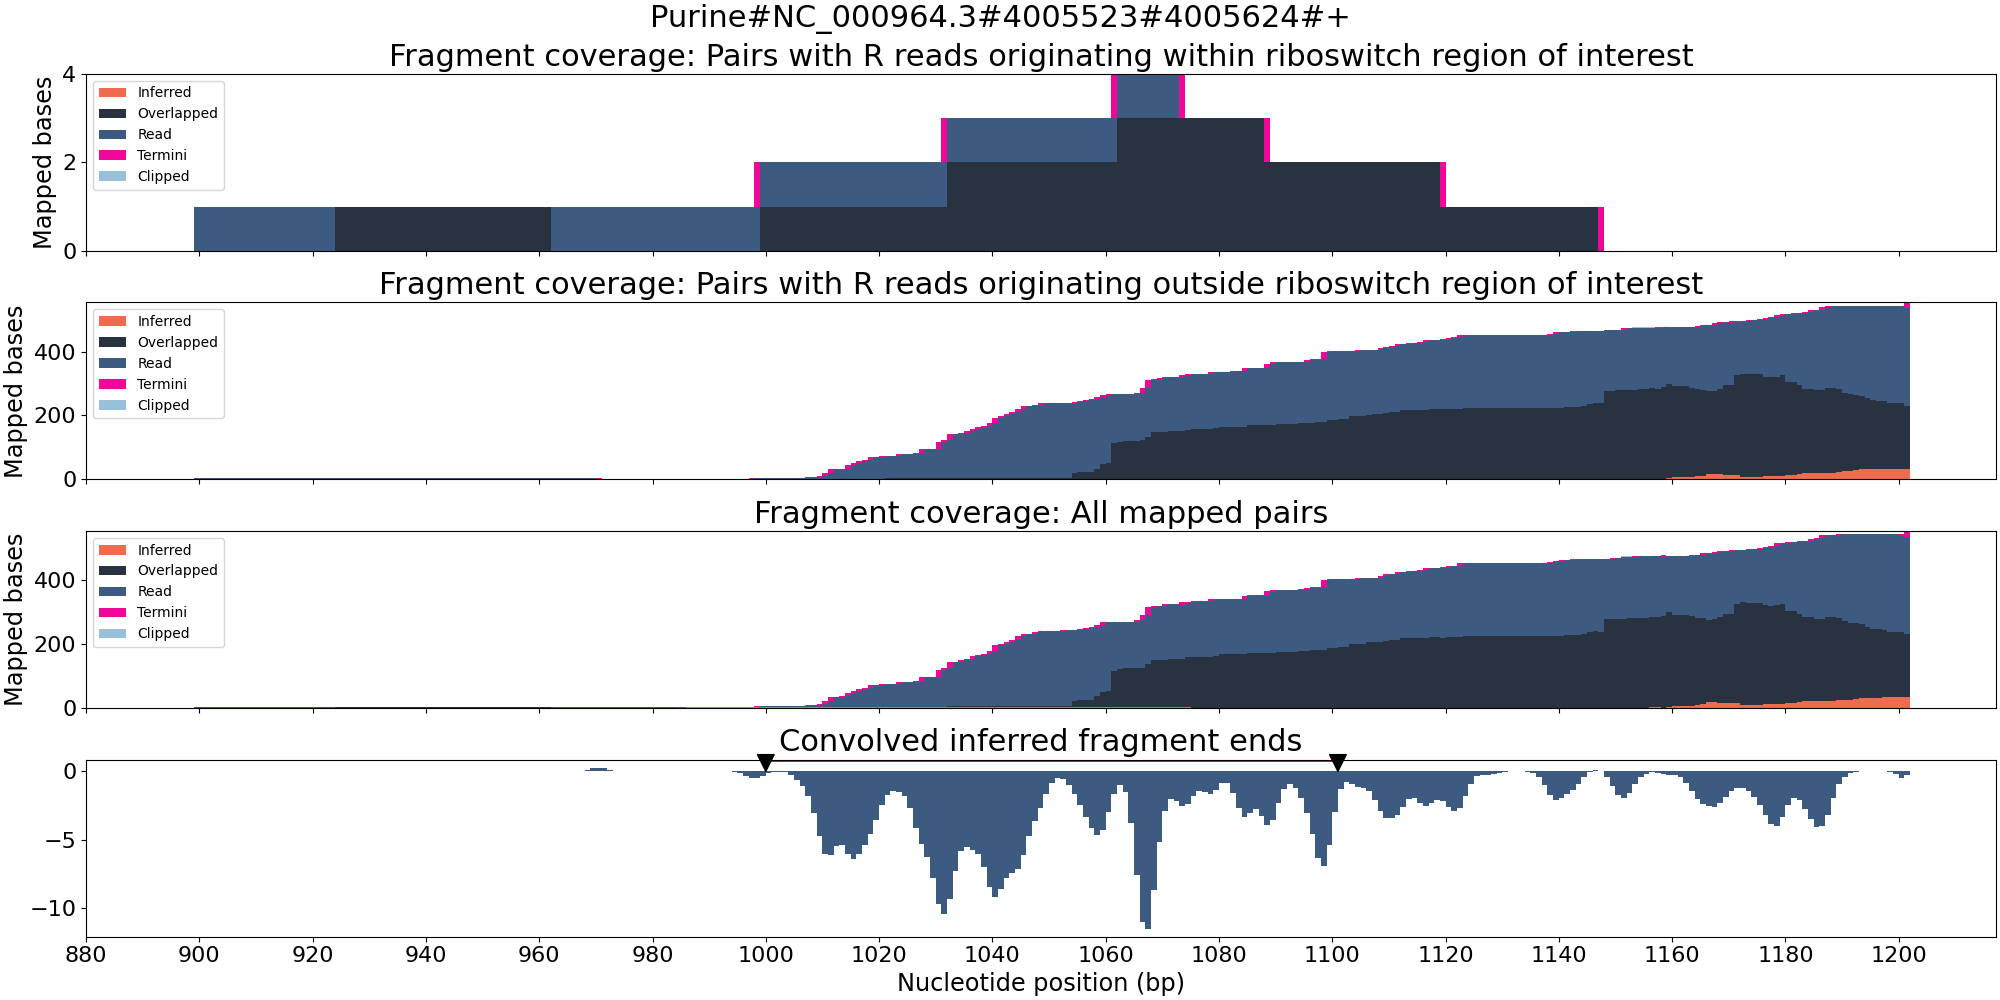 Purine#NC_000964.3#4005523#4005624#+
Fragment coverage: Pairs with R reads originating within riboswitch region of interest
Mapped bases
4
2
0
Inferred
Overlapped
Read
Termini
Clipped
Fragment coverage: Pairs with R reads originating outside riboswitch region of interest
Mapped bases
400
200
0
Inferred
Overlapped
Read
Termini
Clipped
Fragment coverage: All mapped pairs
Mapped bases
400
200
0
Inferred
Overlapped
Read
Termini
Clipped
Convolved inferred fragment ends
0
−5
−10
880 900 920 940 960 980 1000 1020 1040 1060 1080 1100 1120 1140 1160 1180 1200
Nucleotide position (bp)